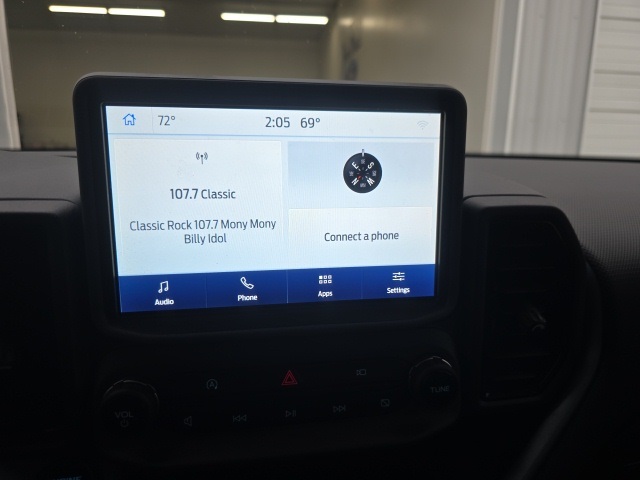 72° 2:05 69°
107.7 Classic
Classic Rock 107.7 Mony Mony
Billy Idol
Connect a phone
Audio Phone Apps Settings
VOL
TUNE